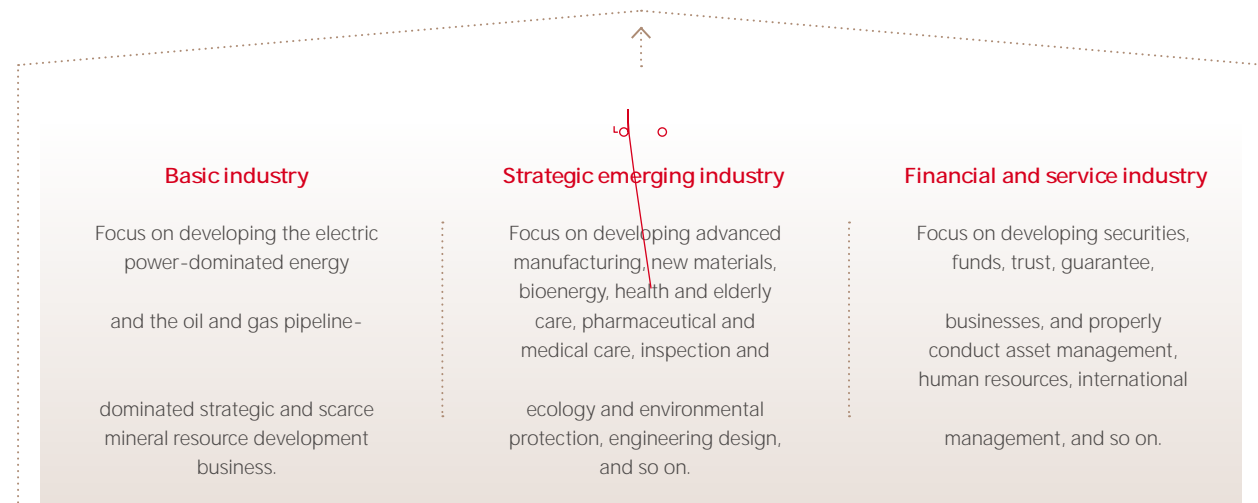 Basic industry
Focus on developing the electric
power-dominated energy
and the oil and gas pipeline-
dominated strategic and scarce
mineral resource development
business.
Strategic emerging industry
Focus on developing advanced
manufacturing, new materials,
bioenergy, health and elderly
care, pharmaceutical and
medical care, inspection and
ecology and environmental
protection, engineering design,
and so on.
Financial and service industry
Focus on developing securities,
funds, trust, guarantee,
businesses, and properly
conduct asset management,
human resources, international
management, and so on.